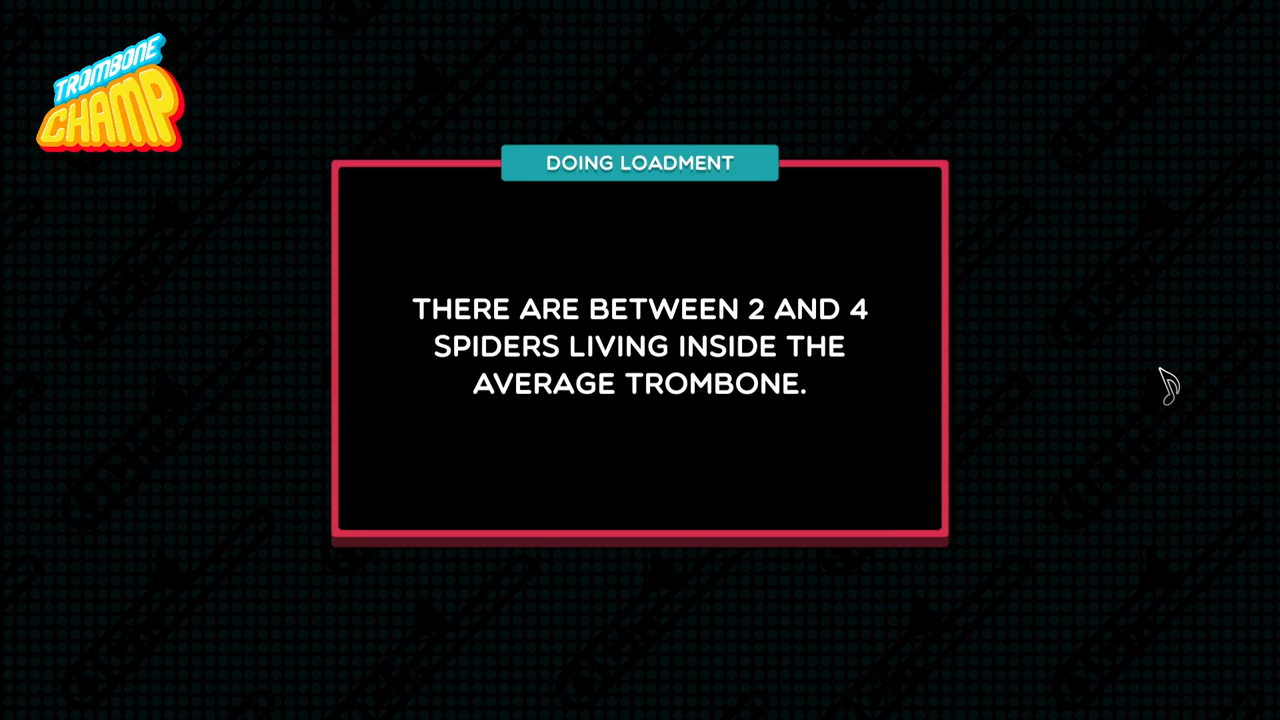 TROMBONE
CHAMP
DOING LOADMENT
THERE ARE BETWEEN 2 AND 4
SPIDERS LIVING INSIDE THE
AVERAGE TROMBONE.